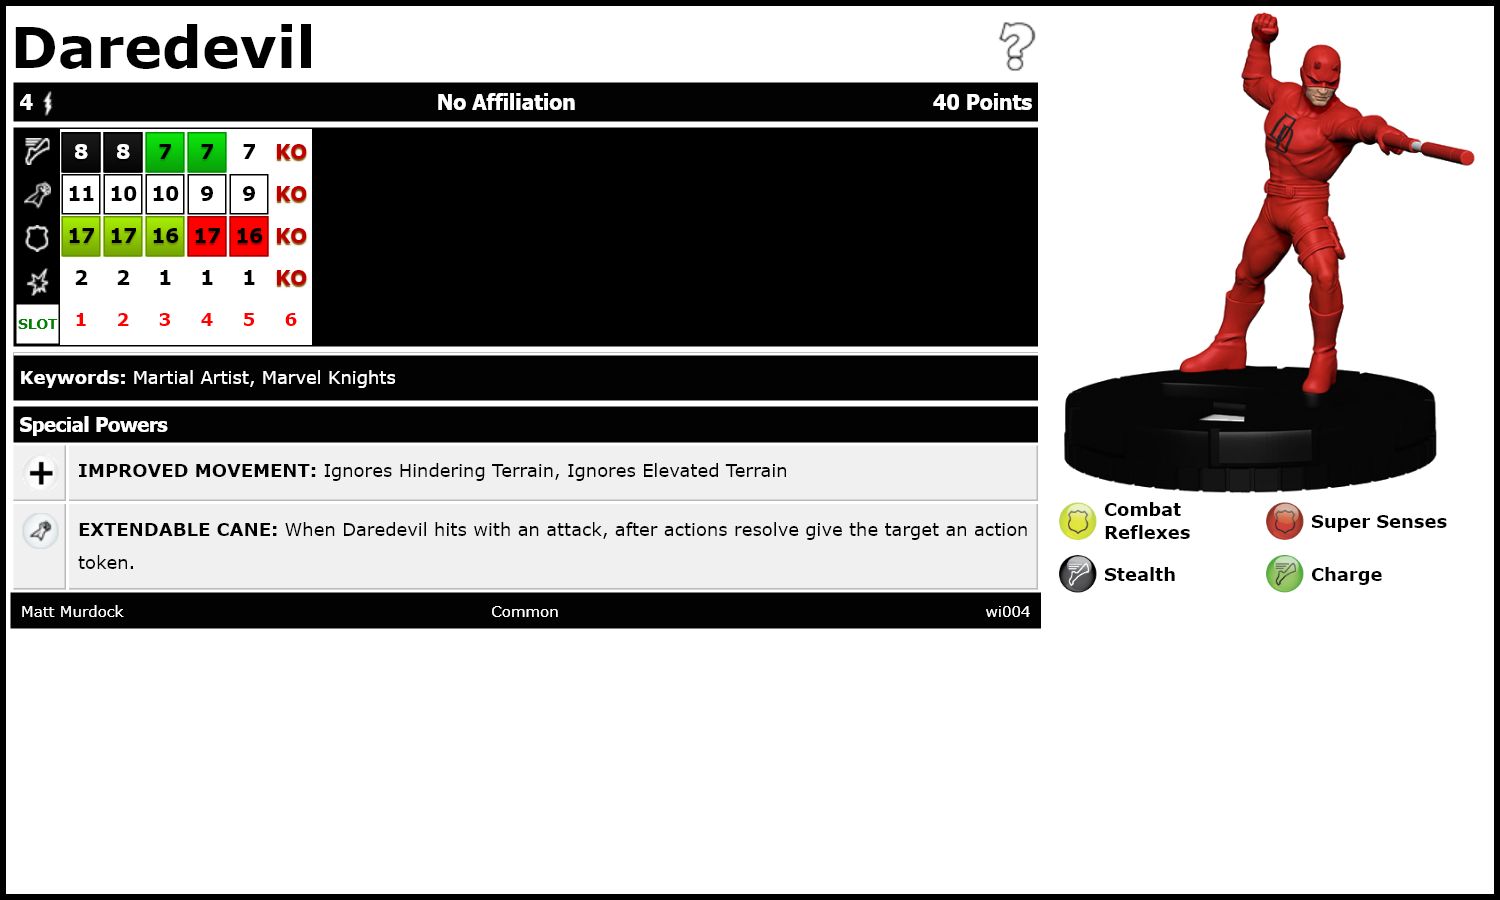 Daredevil
4 No Affiliation 40 Points
8 8 7 7 7 KO
11 10 10 9 9 KO
17 17 16 17 16 KO
2 2 1 1 1 KO
SLOT 1 2 3 4 5 6
Keywords: Martial Artist, Marvel Knights
Special Powers
IMPROVED MOVEMENT: Ignores Hindering Terrain, Ignores Elevated Terrain
EXTENDABLE CANE: When Daredevil hits with an attack, after actions resolve give the target an action
token.
Matt Murdock Common wi004
Combat
Reflexes
Super Senses
Stealth
Charge